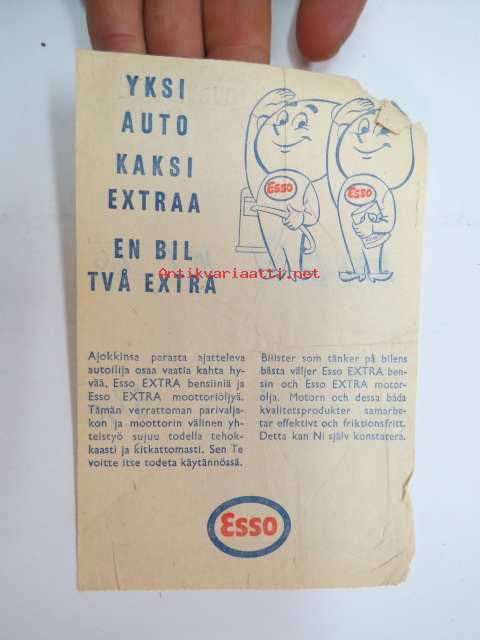 YKSI
AUTO
KAKSI
EXTRAA
EN BIL
TVÅ EXTRA
Esso
Esso
Antikvariaatti.net
Ajokkinsa parasta ajatteleva
autoilija osaa vaatia kahta hy-
vää, Esso EXTRA bensiiniä ja
Esso EXTRA moottoriöljyä.
Tämän verrattoman parivalja-
kon ja moottorin välinen yh-
teistyö sujuu todella tehok-
kaasti ja kitkattomasti. Sen Te
voitte itse todeta käytännössä.
Bilister som tänker på bilens
bästa väljer Esso EXTRA ben-
sin och Esso EXTRA motor-
olja. Motorn och dessa båda
kvalitetsprodukter samarbe-
tar effektivt och friktionsfritt.
Detta kan Ni själv konstatera.
Esso